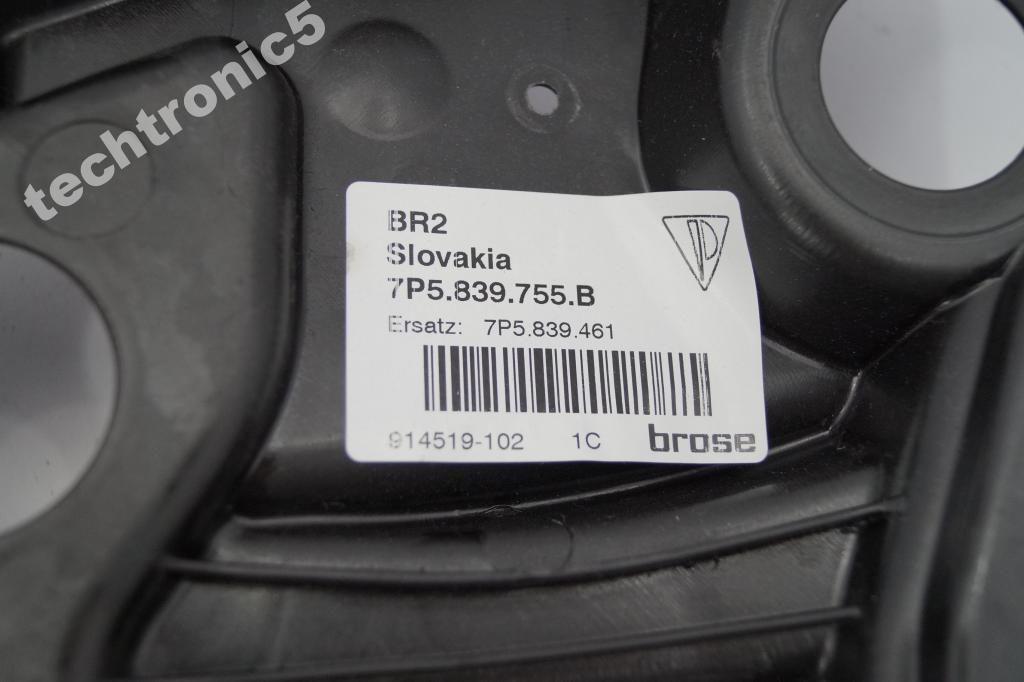 techtronic5
BR2
Slovakia
7P5.839.755.B
Ersatz: 7P5.839.461
914519-102 1C brose